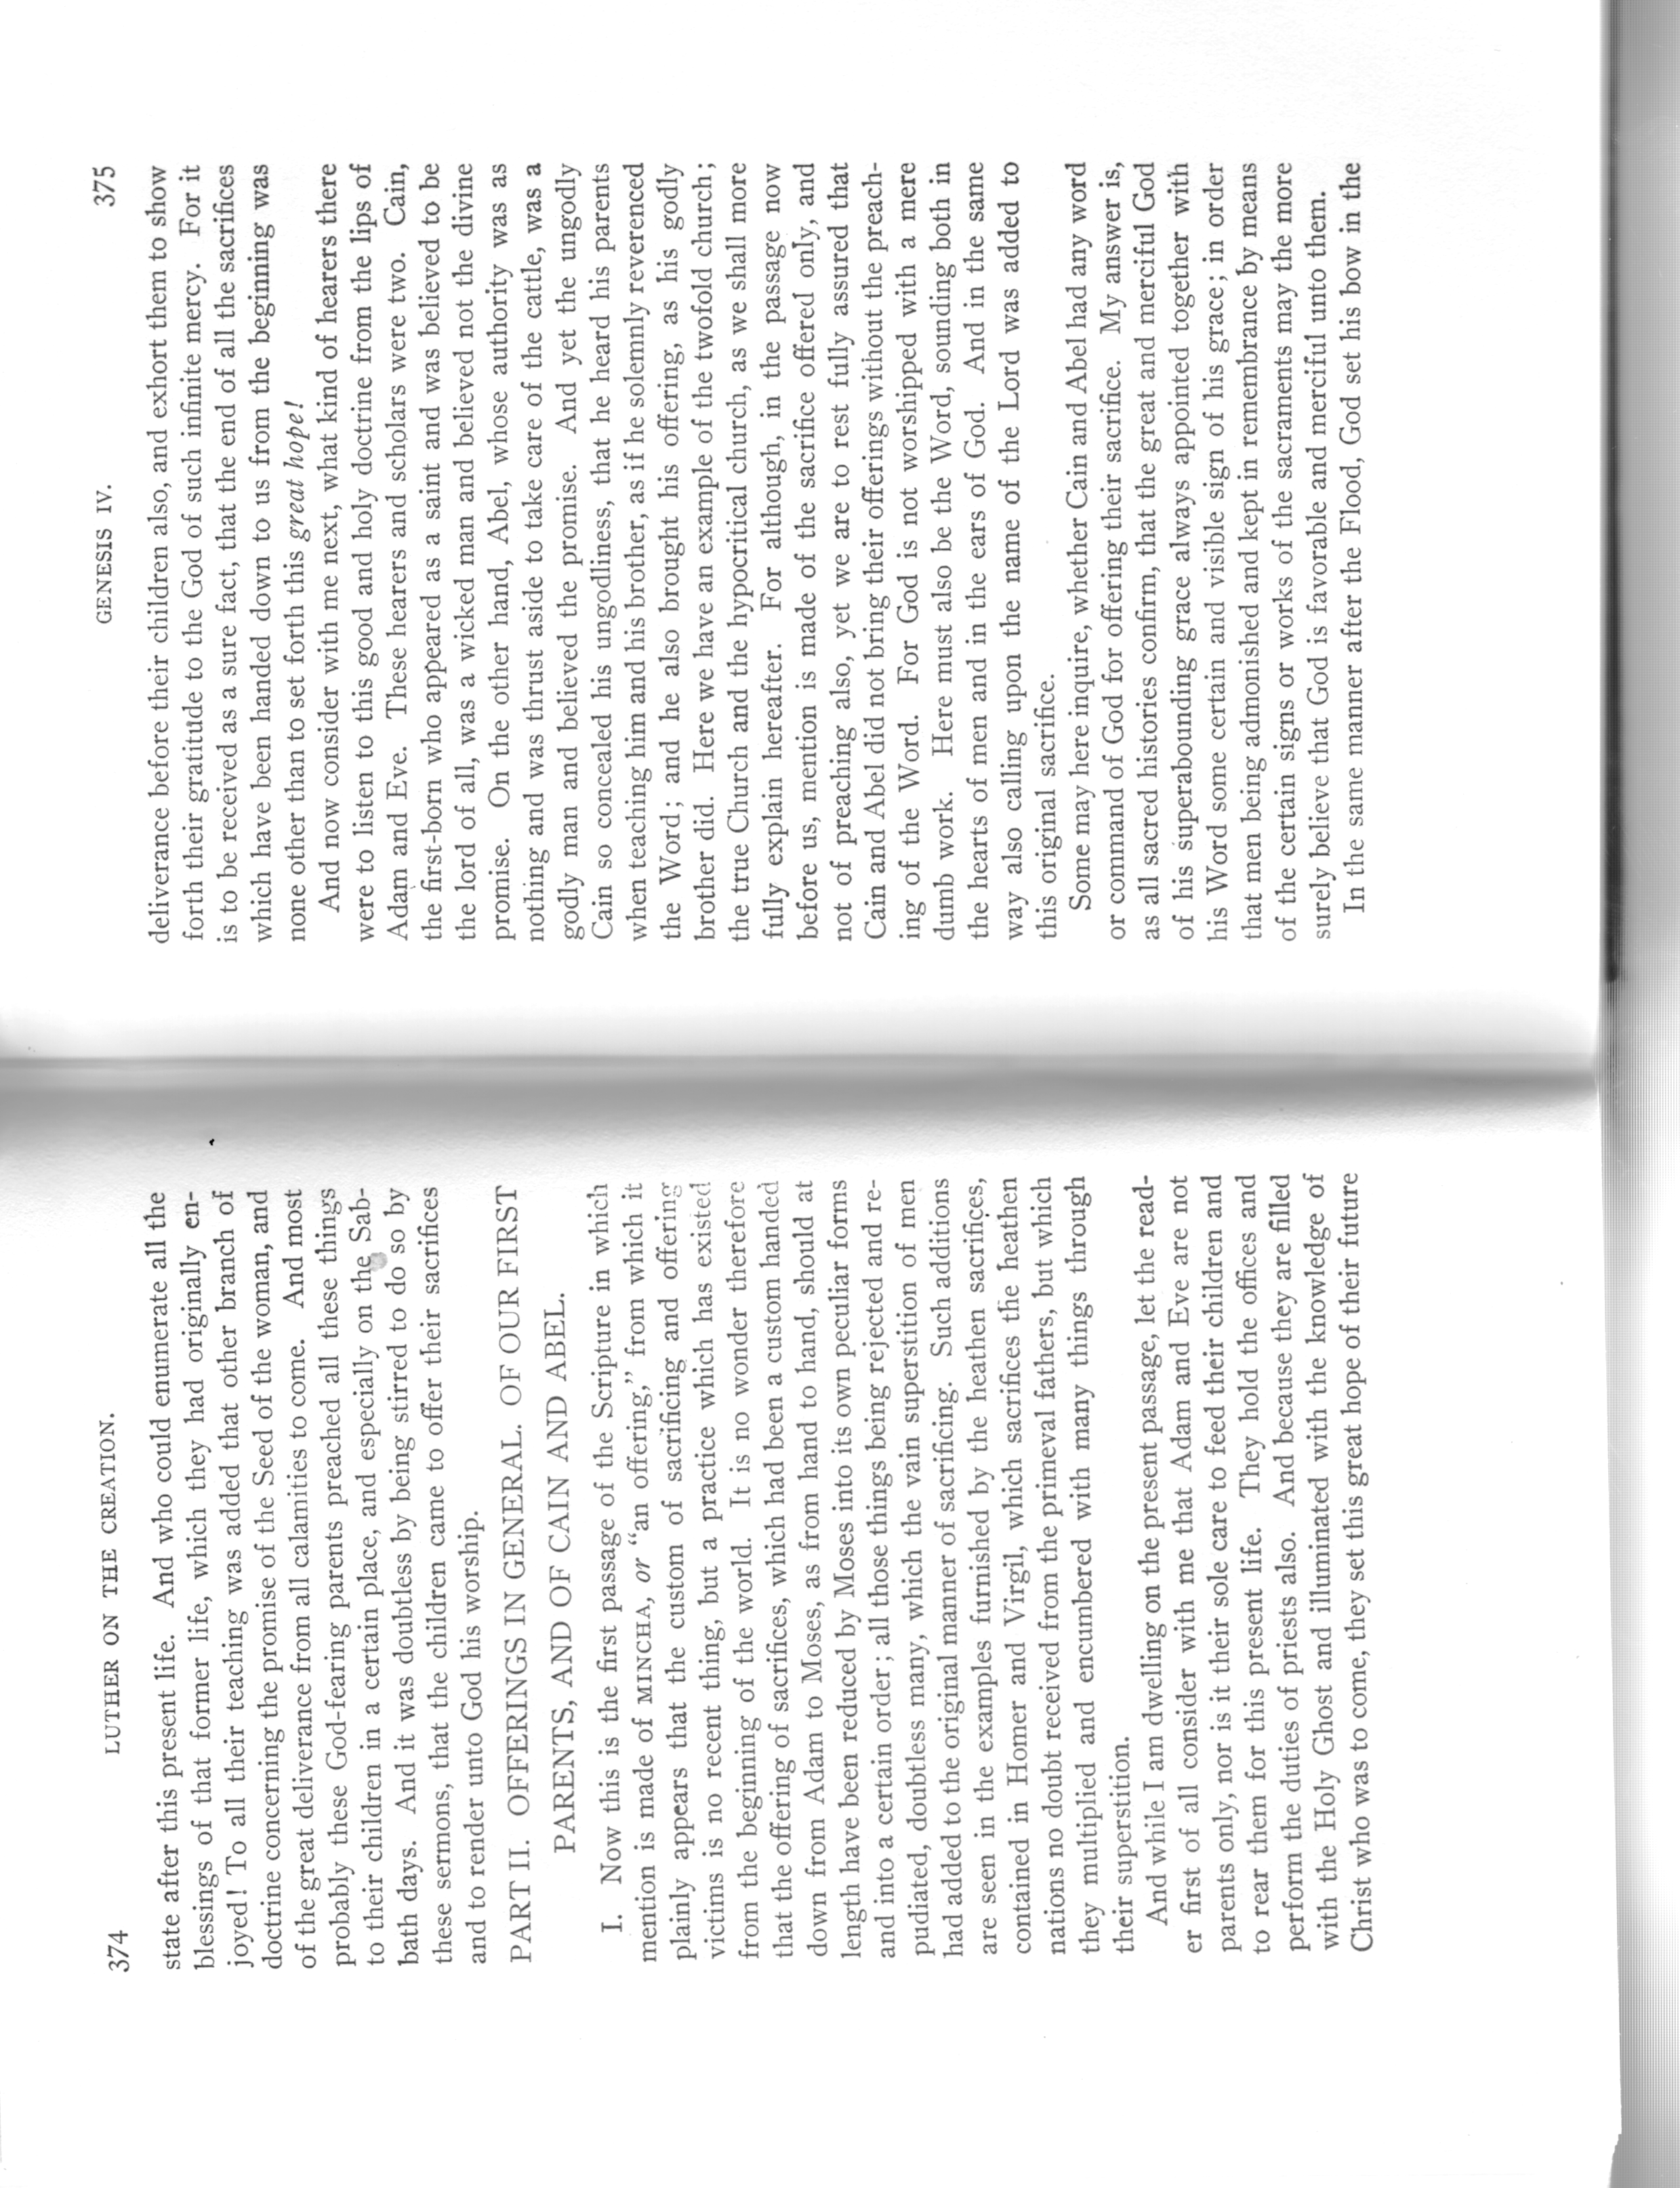 374 LUTHER ON THE CREATION.
state after this present life. And who could enumerate all the
blessings of that former life, which they had originally en-
joyed! To all their teaching was added that other branch of
doctrine concerning the promise of the Seed of the woman, and
of the great deliverance from all calamities to come. And most
probably these God-fearing parents preached all these things
to their children in a certain place, and especially on the Sab-
bath days. And it was doubtless by being stirred to do so by
these sermons, that the children came to offer their sacrifices
and to render unto God his worship.
PART II. OFFERINGS IN GENERAL. OF OUR FIRST
PARENTS, AND OF CAIN AND ABEL.
I. Now this is the first passage of the Scripture in which
mention is made of MINCHA, or “an offering,” from which it
plainly appears that the custom of sacrificing and offering
victims is no recent thing, but a practice which has existed
from the beginning of the world. It is no wonder therefore
that the offering of sacrifices, which had been a custom handed
down from Adam to Moses, as from hand to hand, should at
length have been reduced by Moses into its own peculiar forms
and into a certain order; all those things being rejected and re-
pudiated, doubtless many, which the vain superstition of men
had added to the original manner of sacrificing. Such additions
are seen in the examples furnished by the heathen sacrifices,
contained in Homer and Virgil, which sacrifices the heathen
nations no doubt received from the primeval fathers, but which
they multiplied and encumbered with many things through
their superstition.
And while I am dwelling on the present passage, let the read-
er first of all consider with me that Adam and Eve are not
parents only, nor is it their sole care to feed their children and
to rear them for this present life. They hold the offices and
perform the duties of priests also. And because they are filled
with the Holy Ghost and illuminated with the knowledge of
Christ who was to come, they set this great hope of their future
GENESIS IV. 375
deliverance before their children also, and exhort them to show
forth their gratitude to the God of such infinite mercy. For it
is to be received as a sure fact, that the end of all the sacrifices
which have been handed down to us from the beginning was
none other than to set forth this great hope!
And now consider with me next, what kind of hearers there
were to listen to this good and holy doctrine from the lips of
Adam and Eve. These hearers and scholars were two. Cain,
the first-born who appeared as a saint and was believed to be
the lord of all, was a wicked man and believed not the divine
promise. On the other hand, Abel, whose authority was as
nothing and was thrust aside to take care of the cattle, was a
godly man and believed the promise. And yet the ungodly
Cain so concealed his ungodliness, that he heard his parents
when teaching him and his brother, as if he solemnly reverenced
the Word; and he also brought his offering, as his godly
brother did. Here we have an example of the twofold church;
the true Church and the hypocritical church, as we shall more
fully explain hereafter. For although, in the passage now
before us, mention is made of the sacrifice offered only, and
not of preaching also, yet we are to rest fully assured that
Cain and Abel did not bring their offerings without the preach-
ing of the Word. For God is not worshipped with a mere
dumb work. Here must also be the Word, sounding both in
the hearts of men and in the ears of God. And in the same
way also calling upon the name of the Lord was added to
this original sacrifice.
Some may here inquire, whether Cain and Abel had any word
or command of God for offering their sacrifice. My answer is,
as all sacred histories confirm, that the great and merciful God
of his superabounding grace always appointed together with
his Word some certain and visible sign of his grace; in order
that men being admonished and kept in remembrance by means
of the certain signs or works of the sacraments may the more
surely believe that God is favorable and merciful unto them.
In the same manner after the Flood, God set his bow in the